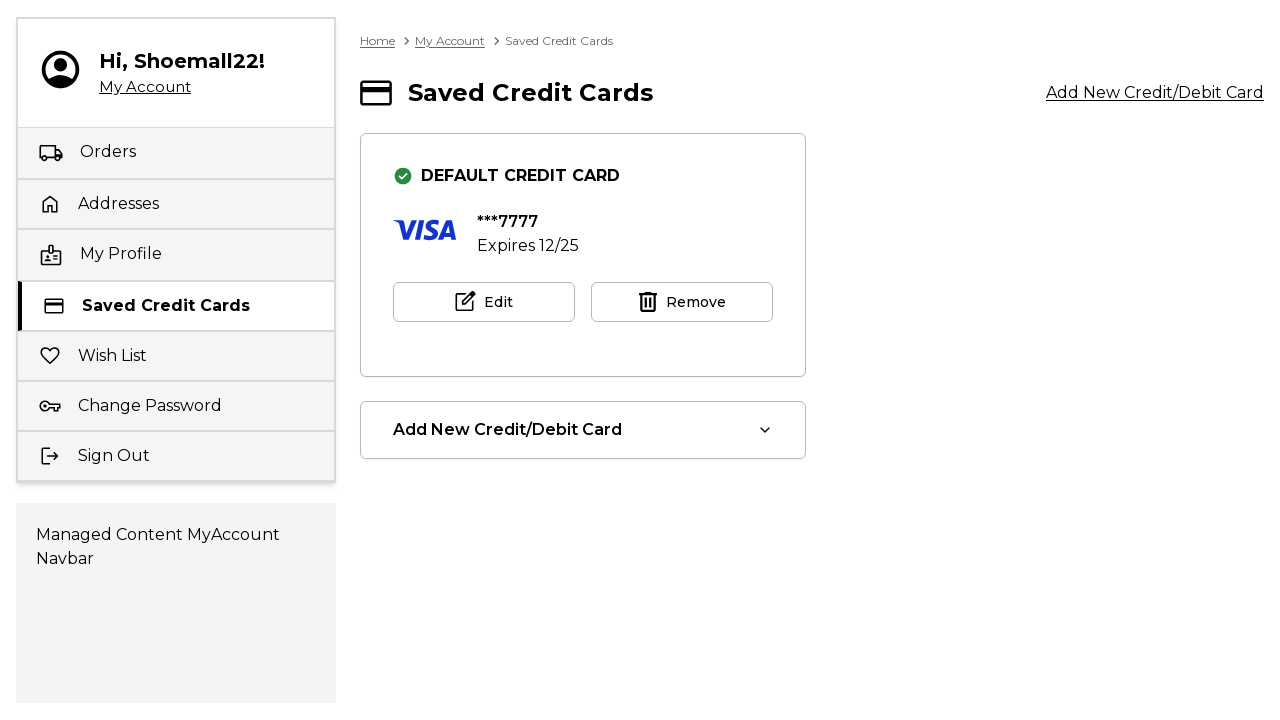 Hi, Shoemall22!
My Account
Orders
Addresses
My Profile
Saved Credit Cards
Wish List
Change Password
Sign Out
Managed Content MyAccount
Navbar
Home > My Account > Saved Credit Cards
Saved Credit Cards
Add New Credit/Debit Card
DEFAULT CREDIT CARD
VISA
***7777
Expires 12/25
Edit
Remove
Add New Credit/Debit Card